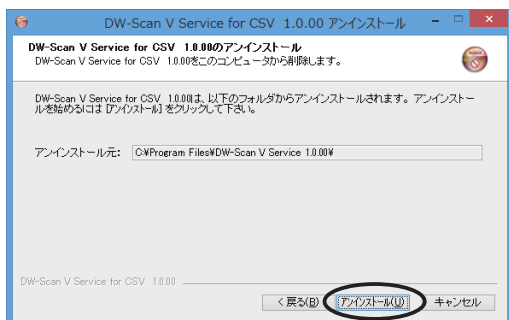 DW-Scan V Service for CSV 1.0.00 アンインストール
DW-Scan V Service for CSV 1.0.00のアンインストール
DW-Scan V Service for CSV 1.0.00をこのコンピュータから削除します。
DW-Scan V Service for CSV 1.0.00は、以下のフォルダからアンインストールされます。アンインストー
ルを始めるには [アンインストール] をクリックして下さい。
アンインストール元: C:¥Program Files¥DW-Scan V Service 1.0.00¥
DW-Scan V Service for CSV 1.0.00
< 戻る(B) アンインストール(U) キャンセル